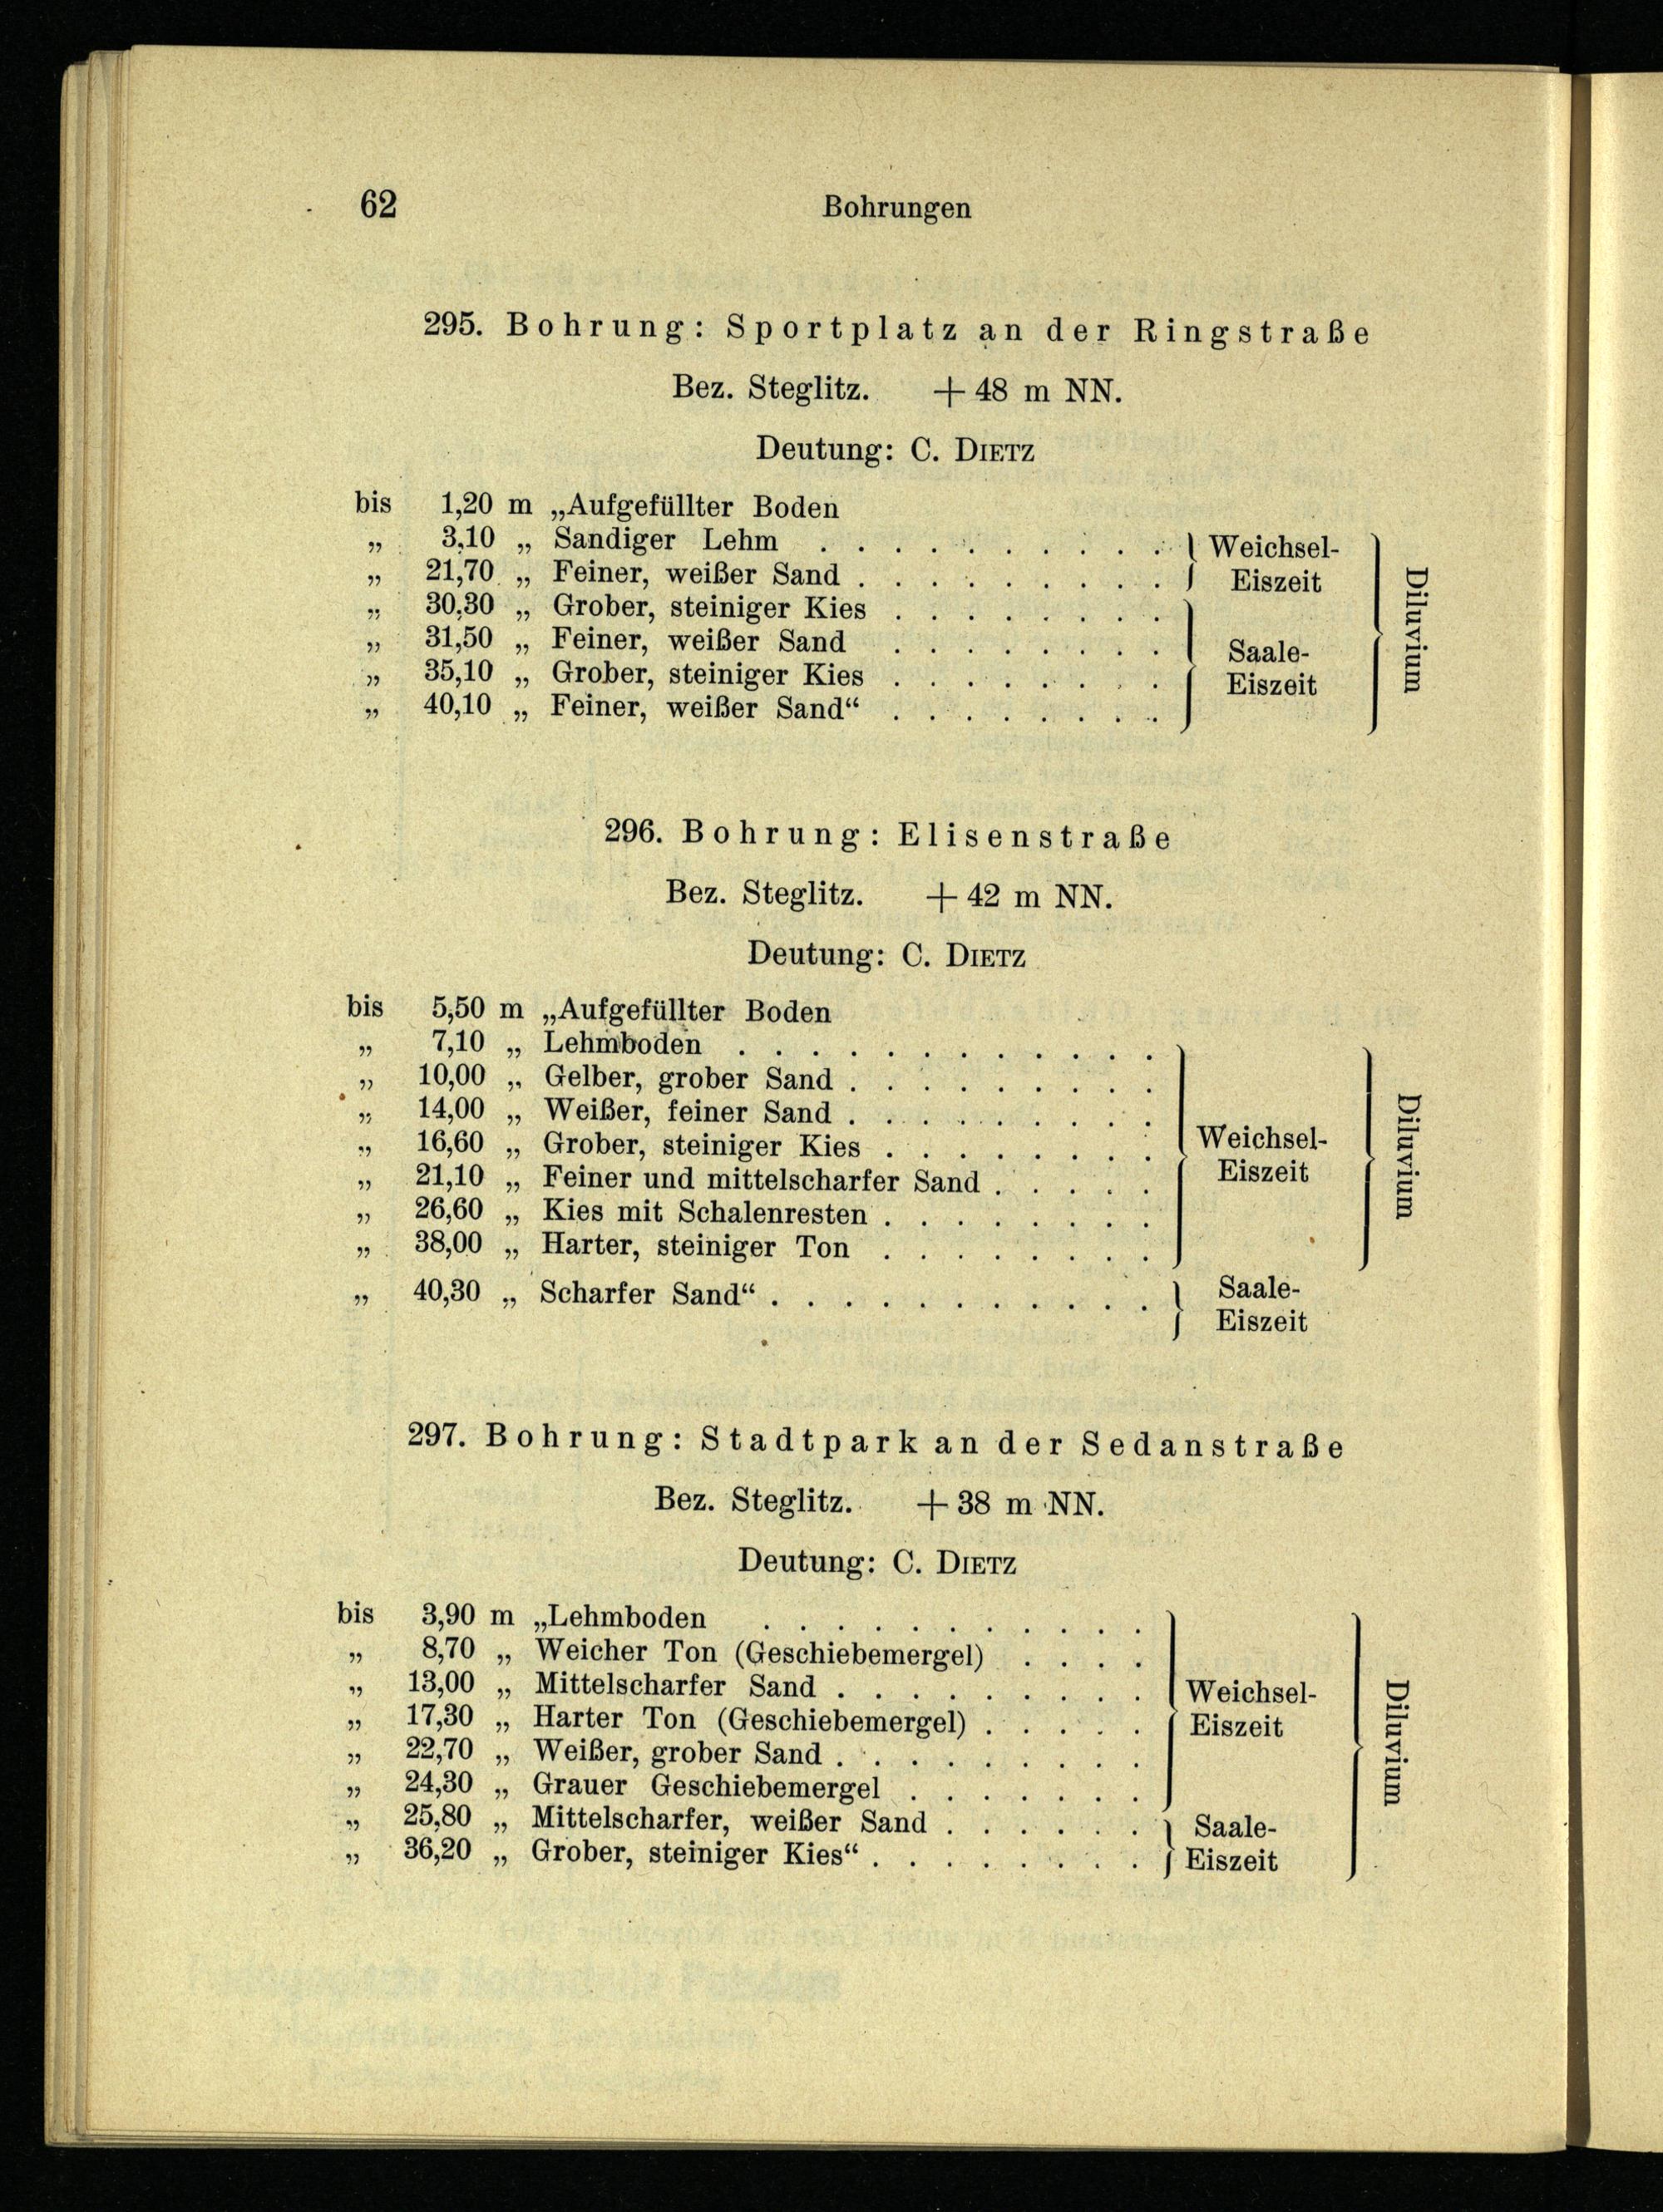 62 Bohrungen
295. Bohrung: Sportplatz an der Ringstraße
Bez. Steglitz. + 48 m NN.
Deutung: C. DIETZ
bis 1,20 m „Aufgefüllter Boden
„ 3,10 „ Sandiger Lehm . . . . . . . . . . } Weichsel-
„ 21,70 „ Feiner, weißer Sand . . . . . . . . . } Eiszeit
„ 30,30 „ Grober, steiniger Kies . . . . . . . .
„ 31,50 „ Feiner, weißer Sand . . . . . . . . } Saale-
„ 35,10 „ Grober, steiniger Kies . . . . . . . . } Eiszeit
„ 40,10 „ Feiner, weißer Sand“ . . . . . . . .
Diluvium
296. Bohrung: Elisenstraße
Bez. Steglitz. + 42 m NN.
Deutung: C. DIETZ
bis 5,50 m „Aufgefüllter Boden
„ 7,10 „ Lehmboden . . . . . . . . . . . .
„ 10,00 „ Gelber, grober Sand . . . . . . . . .
„ 14,00 „ Weißer, feiner Sand . . . . . . . . .
„ 16,60 „ Grober, steiniger Kies . . . . . . . . } Weichsel-
„ 21,10 „ Feiner und mittelscharfer Sand . . . . . } Eiszeit
„ 26,60 „ Kies mit Schalenresten . . . . . . . .
„ 38,00 „ Harter, steiniger Ton . . . . . . . .
„ 40,30 „ Scharfer Sand“ . . . . . . . . . . . } Saale-
Eiszeit
Diluvium
297. Bohrung: Stadtpark an der Sedanstraße
Bez. Steglitz. + 38 m NN.
Deutung: C. DIETZ
bis 3,90 m „Lehmboden . . . . . . . . . . .
„ 8,70 „ Weicher Ton (Geschiebemergel) . . . .
„ 13,00 „ Mittelscharfer Sand . . . . . . . . . } Weichsel-
„ 17,30 „ Harter Ton (Geschiebemergel) . . . . . } Eiszeit
„ 22,70 „ Weißer, grober Sand . . . . . . . . .
„ 24,30 „ Grauer Geschiebemergel . . . . . . .
„ 25,80 „ Mittelscharfer, weißer Sand . . . . . . } Saale-
„ 36,20 „ Grober, steiniger Kies“ . . . . . . . . } Eiszeit
Diluvium